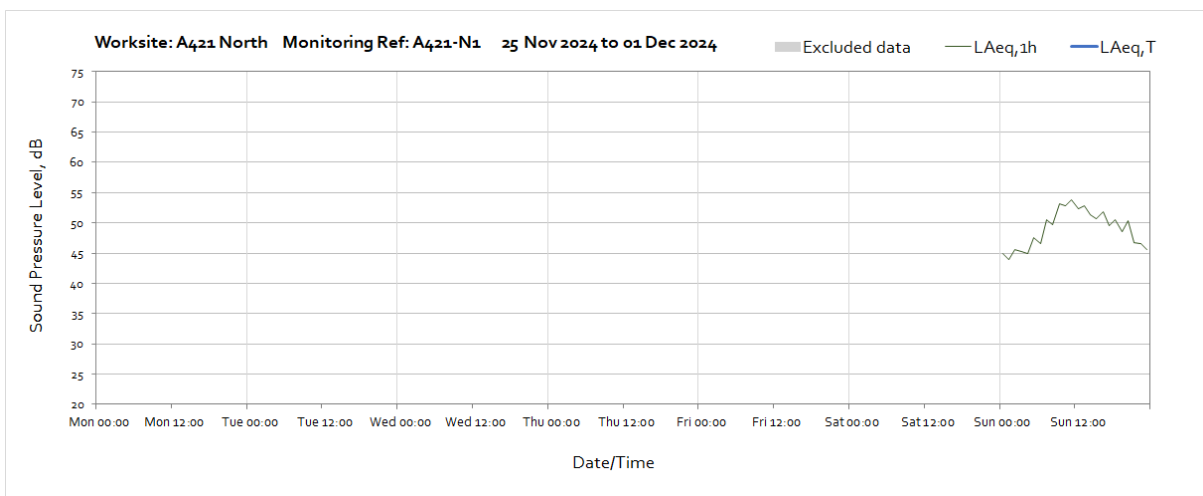 Worksite: A421 North Monitoring Ref: A421-N1 25 Nov 2024 to 01 Dec 2024
Excluded data LAeq,1h LAeq,T
Sound Pressure Level, dB
75
70
65
60
55
50
45
40
35
30
25
20
Mon 00:00 Mon 12:00 Tue 00:00 Tue 12:00 Wed 00:00 Wed 12:00 Thu 00:00 Thu 12:00 Fri 00:00 Fri 12:00 Sat 00:00 Sat 12:00 Sun 00:00 Sun 12:00
Date/Time